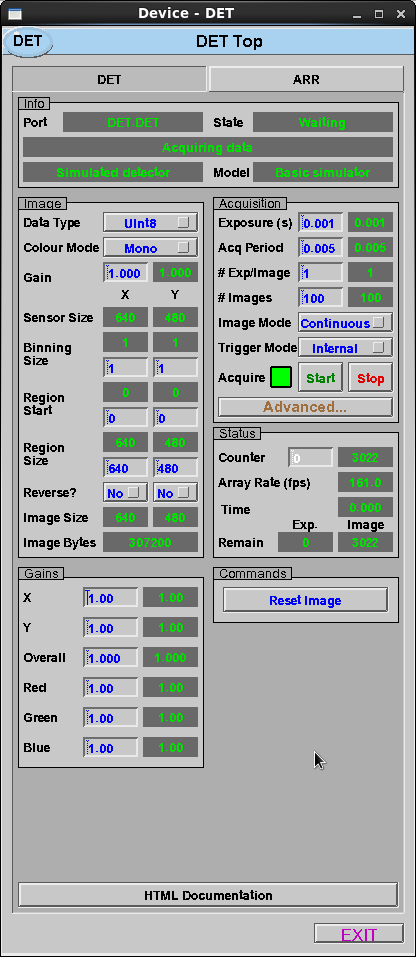 Device - DET
DET
DET Top
DET ARR
Info
Port DET.DET State Waiting
Acquiring data
Simulated detector Model Basic simulator
Image
Data Type UInt8
Colour Mode Mono
Gain 1.000 1.000
X Y
Sensor Size 640 480
Binning 1 1
Size 1 1
Region 0 0
Start 0 0
Region 640 480
Size 640 480
Reverse? No No
Image Size 640 480
Image Bytes 307200
Acquisition
Exposure (s) 0.001 0.001
Acq Period 0.005 0.005
# Exp/Image 1 1
# Images 100 100
Image Mode Continuous
Trigger Mode Internal
Acquire Start Stop
Advanced...
Status
Counter 0 3022
Array Rate (fps) 161.0
Time 0.000
Exp. Image
Remain 0 3022
Gains
X 1.00 1.00
Y 1.00 1.00
Overall 1.000 1.000
Red 1.00 1.00
Green 1.00 1.00
Blue 1.00 1.00
Commands
Reset Image
HTML Documentation
EXIT